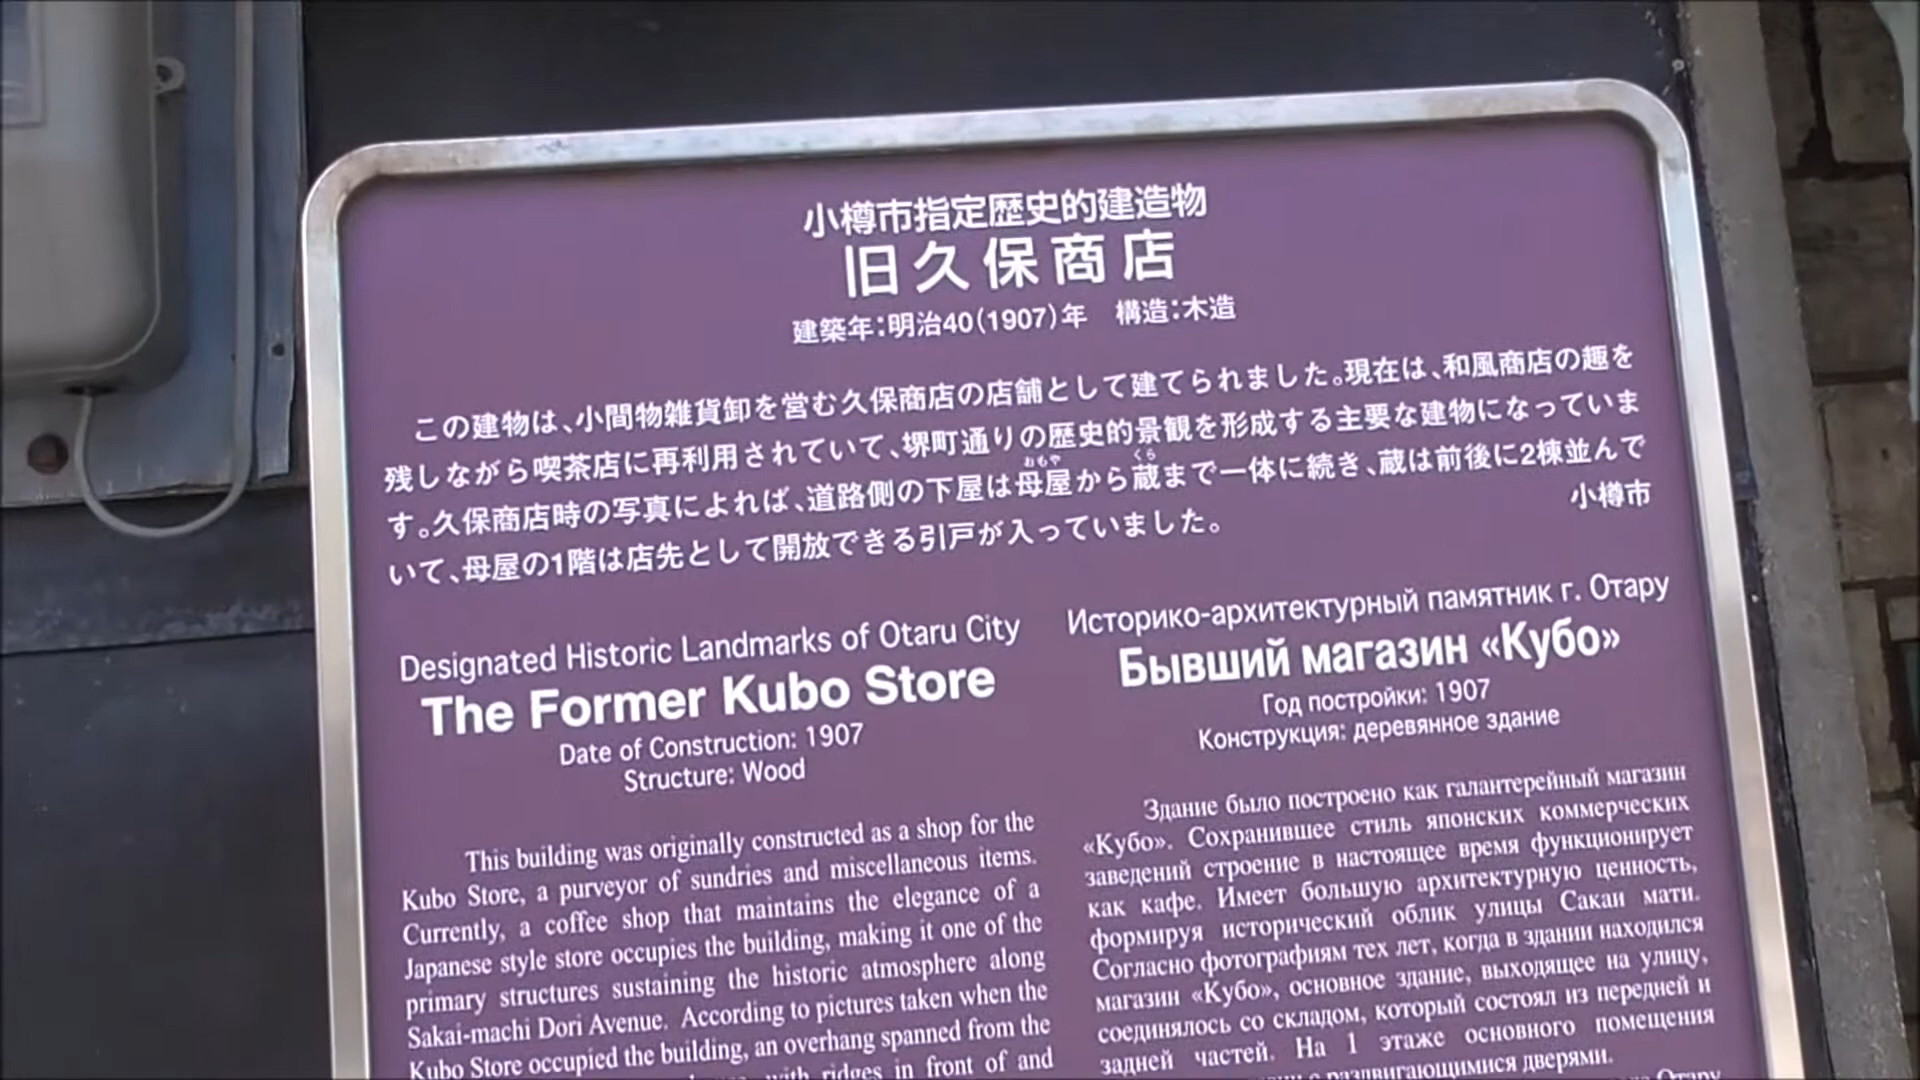 小樽市指定歴史的建造物
旧久保商店
建築年:明治40(1907)年 構造:木造
この建物は、小間物雑貨卸を営む久保商店の店舗として建てられました。現在は、和風商店の趣を
残しながら喫茶店に再利用されていて、堺町通りの歴史的景観を形成する主要な建物になっていま
す。久保商店時の写真によれば、道路側の下屋は母屋から蔵まで一体に続き、蔵は前後に2棟並んで
おもや
くら
いて、母屋の1階は店先として開放できる引戸が入っていました。
小樽市
Designated Historic Landmarks of Otaru City
The Former Kubo Store
Date of Construction: 1907
Structure: Wood
This building was originally constructed as a shop for the
Kubo Store, a purveyor of sundries and miscellaneous items.
Currently, a coffee shop that maintains the elegance of a
Japanese style store occupies the building, making it one of the
primary structures sustaining the historic atmosphere along
Sakai-machi Dori Avenue. According to pictures taken when the
Kubo Store occupied the building, an overhang spanned from the
with ridges in front of and
Историко-архитектурный памятник г. Отару
Бывший магазин «Кубо»
Год постройки: 1907
Конструкция: деревянное здание
Здание было построено как галантерейный магазин
«Кубо». Сохранившее стиль японских коммерческих
заведений строение в настоящее время функционирует
как кафе. Имеет большую архитектурную ценность,
формируя исторический облик улицы Сакаи мати.
Согласно фотографиям тех лет, когда в здании находился
магазин «Кубо», основное здание, выходящее на улицу,
соединялось со складом, который состоял из передней и
задней частей. На 1 этаже основного помещения
с раздвигающимися дверями.
Отару